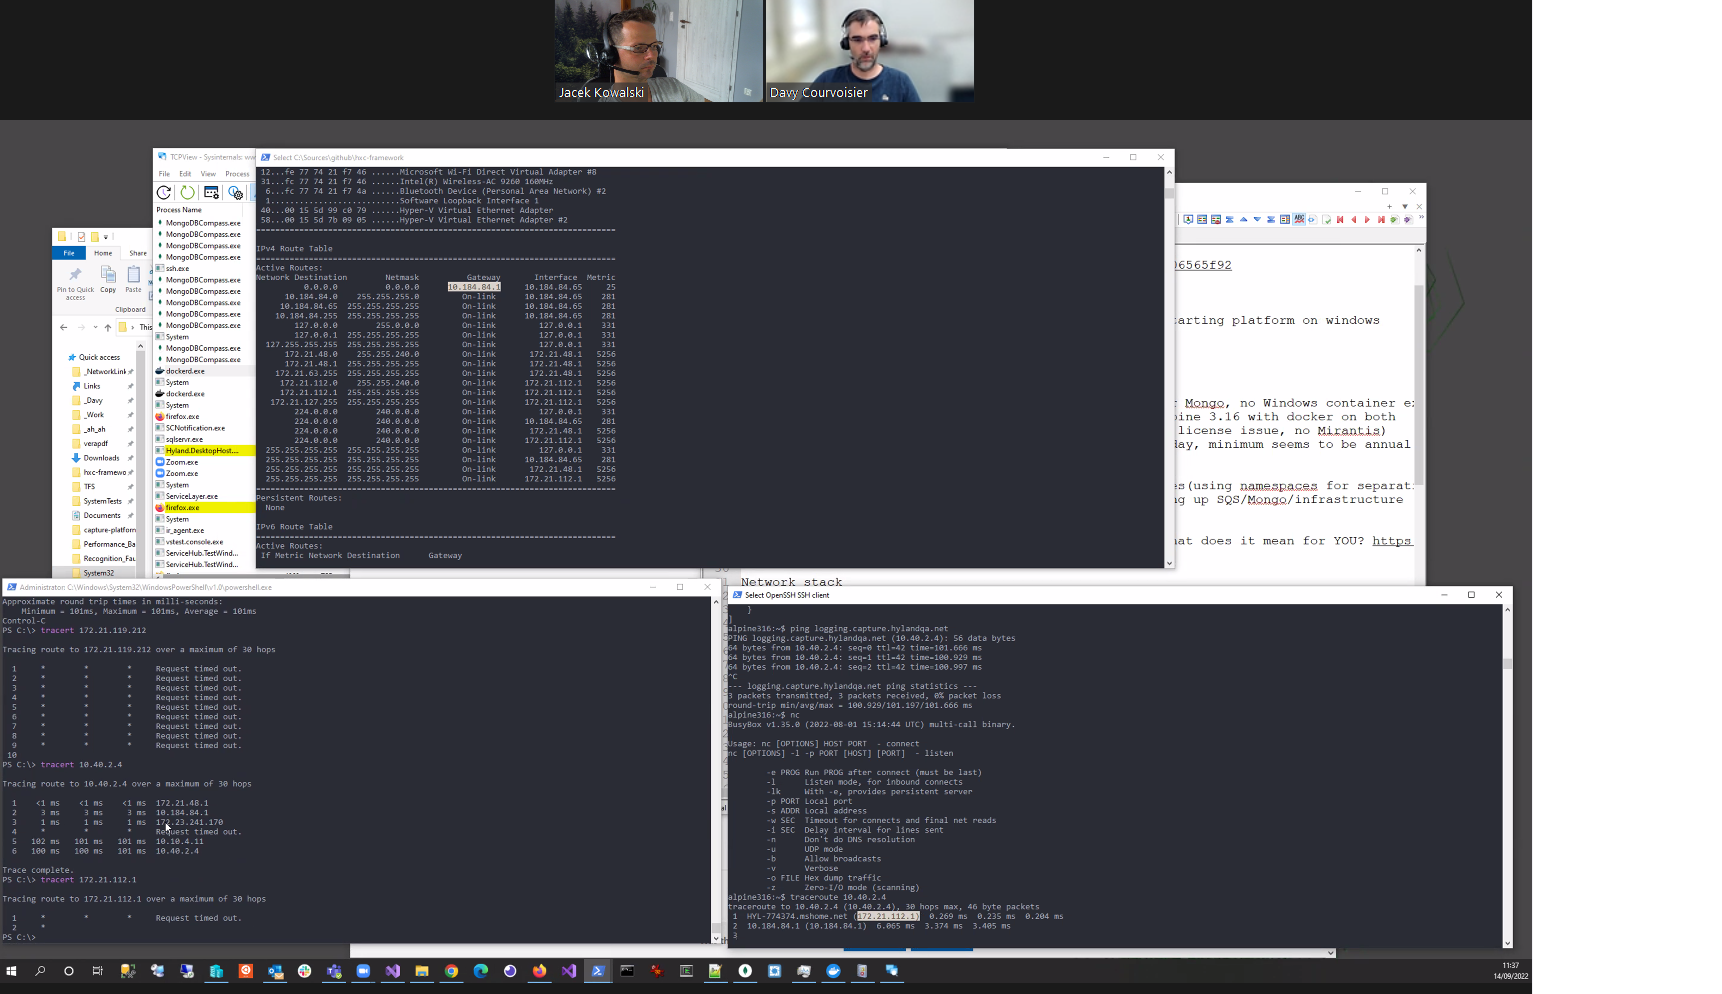 Jacek Kowalski
Davy Courvoisier
TCPView - Sysinternals: ww
File Edit View Process
Process Name
MongoDBCompass.exe
MongoDBCompass.exe
MongoDBCompass.exe
MongoDBCompass.exe
ssh.exe
MongoDBCompass.exe
MongoDBCompass.exe
MongoDBCompass.exe
MongoDBCompass.exe
MongoDBCompass.exe
System
MongoDBCompass.exe
MongoDBCompass.exe
dockerd.exe
System
dockerd.exe
System
firefox.exe
SCNotification.exe
sqlservr.exe
Hyland.DesktopHost....
Zoom.exe
Zoom.exe
System
ServiceLayer.exe
firefox.exe
System
ir_agent.exe
vstest.console.exe
ServiceHub.TestWind...
ServiceHub.TestWind...
File Home Share
Pin to Quick access
Copy
Paste
Clipboard
This
Quick access
_NetworkLink
Links
_Davy
_Work
_ah_ah
verapdf
Downloads
hxc-framewo
TFS
SystemTests
Documents
capture-platforn
Performance_Ba
Recognition_Fau
System32
Select C:\Sources\github\hxc-framework
12...fe 77 74 21 f7 46 ......Microsoft Wi-Fi Direct Virtual Adapter #8
31...fc 77 74 21 f7 46 ......Intel(R) Wireless-AC 9260 160MHz
6...fc 77 74 21 f7 4a ......Bluetooth Device (Personal Area Network) #2
1...........................Software Loopback Interface 1
40...00 15 5d 99 c0 79 ......Hyper-V Virtual Ethernet Adapter
58...00 15 5d 7b 09 05 ......Hyper-V Virtual Ethernet Adapter #2
===========================================================================
IPv4 Route Table
===========================================================================
Active Routes:
Network Destination Netmask Gateway Interface Metric
0.0.0.0 0.0.0.0 10.184.84.1 10.184.84.65 25
10.184.84.0 255.255.255.0 On-link 10.184.84.65 281
10.184.84.65 255.255.255.255 On-link 10.184.84.65 281
10.184.84.255 255.255.255.255 On-link 10.184.84.65 281
127.0.0.0 255.0.0.0 On-link 127.0.0.1 331
127.0.0.1 255.255.255.255 On-link 127.0.0.1 331
127.255.255.255 255.255.255.255 On-link 127.0.0.1 331
172.21.48.0 255.255.240.0 On-link 172.21.48.1 5256
172.21.48.1 255.255.255.255 On-link 172.21.48.1 5256
172.21.63.255 255.255.255.255 On-link 172.21.48.1 5256
172.21.112.0 255.255.240.0 On-link 172.21.112.1 5256
172.21.112.1 255.255.255.255 On-link 172.21.112.1 5256
172.21.127.255 255.255.255.255 On-link 172.21.112.1 5256
224.0.0.0 240.0.0.0 On-link 127.0.0.1 331
224.0.0.0 240.0.0.0 On-link 10.184.84.65 281
224.0.0.0 240.0.0.0 On-link 172.21.48.1 5256
224.0.0.0 240.0.0.0 On-link 172.21.112.1 5256
255.255.255.255 255.255.255.255 On-link 127.0.0.1 331
255.255.255.255 255.255.255.255 On-link 10.184.84.65 281
255.255.255.255 255.255.255.255 On-link 172.21.48.1 5256
255.255.255.255 255.255.255.255 On-link 172.21.112.1 5256
===========================================================================
Persistent Routes:
None
IPv6 Route Table
===========================================================================
Active Routes:
If Metric Network Destination Gateway
06565f92
arting platform on windows
Mongo, no Windows container e
ine 3.16 with docker on both
license issue, no Mirantis)
day, minimum seems to be annual
es(using namespaces for separat
ng up SQS/Mongo/infrastructure
hat does it mean for YOU? https
Network stack
Administrator: C:\Windows\System32\WindowsPowerShell\v1.0\powershell.exe
Approximate round trip times in milli-seconds:
Minimum = 101ms, Maximum = 101ms, Average = 101ms
Control-C
PS C:\> tracert 172.21.119.212
Tracing route to 172.21.119.212 over a maximum of 30 hops
1 * * * Request timed out.
2 * * * Request timed out.
3 * * * Request timed out.
4 * * * Request timed out.
5 * * * Request timed out.
6 * * * Request timed out.
7 * * * Request timed out.
8 * * * Request timed out.
9 * * * Request timed out.
10
PS C:\> tracert 10.40.2.4
Tracing route to 10.40.2.4 over a maximum of 30 hops
1 <1 ms <1 ms <1 ms 172.21.48.1
2 3 ms 3 ms 3 ms 10.184.84.1
3 1 ms 1 ms 1 ms 172.23.241.170
4 * * * Request timed out.
5 102 ms 101 ms 101 ms 10.10.4.11
6 100 ms 100 ms 101 ms 10.40.2.4
Trace complete.
PS C:\> tracert 172.21.112.1
Tracing route to 172.21.112.1 over a maximum of 30 hops
1 * * * Request timed out.
2 *
PS C:\>
Select OpenSSH SSH client
}
]
alpine316:~$ ping logging.capture.hylandqa.net
PING logging.capture.hylandqa.net (10.40.2.4): 56 data bytes
64 bytes from 10.40.2.4: seq=0 ttl=42 time=101.666 ms
64 bytes from 10.40.2.4: seq=1 ttl=42 time=100.929 ms
64 bytes from 10.40.2.4: seq=2 ttl=42 time=100.997 ms
^C
--- logging.capture.hylandqa.net ping statistics ---
3 packets transmitted, 3 packets received, 0% packet loss
round-trip min/avg/max = 100.929/101.197/101.666 ms
alpine316:~$ nc
BusyBox v1.35.0 (2022-08-01 15:14:44 UTC) multi-call binary.
Usage: nc [OPTIONS] HOST PORT - connect
nc [OPTIONS] -l -p PORT [HOST] [PORT] - listen
-e PROG Run PROG after connect (must be last)
-l Listen mode, for inbound connects
-lk With -e, provides persistent server
-p PORT Local port
-s ADDR Local address
-w SEC Timeout for connects and final net reads
-i SEC Delay interval for lines sent
-n Don't do DNS resolution
-u UDP mode
-b Allow broadcasts
-v Verbose
-o FILE Hex dump traffic
-z Zero-I/O mode (scanning)
alpine316:~$ traceroute 10.40.2.4
traceroute to 10.40.2.4 (10.40.2.4), 30 hops max, 46 byte packets
1 HYL-774374.mshome.net (172.21.112.1) 0.269 ms 0.235 ms 0.204 ms
2 10.184.84.1 (10.184.84.1) 6.065 ms 3.374 ms 3.405 ms
3
11:37
14/09/2022